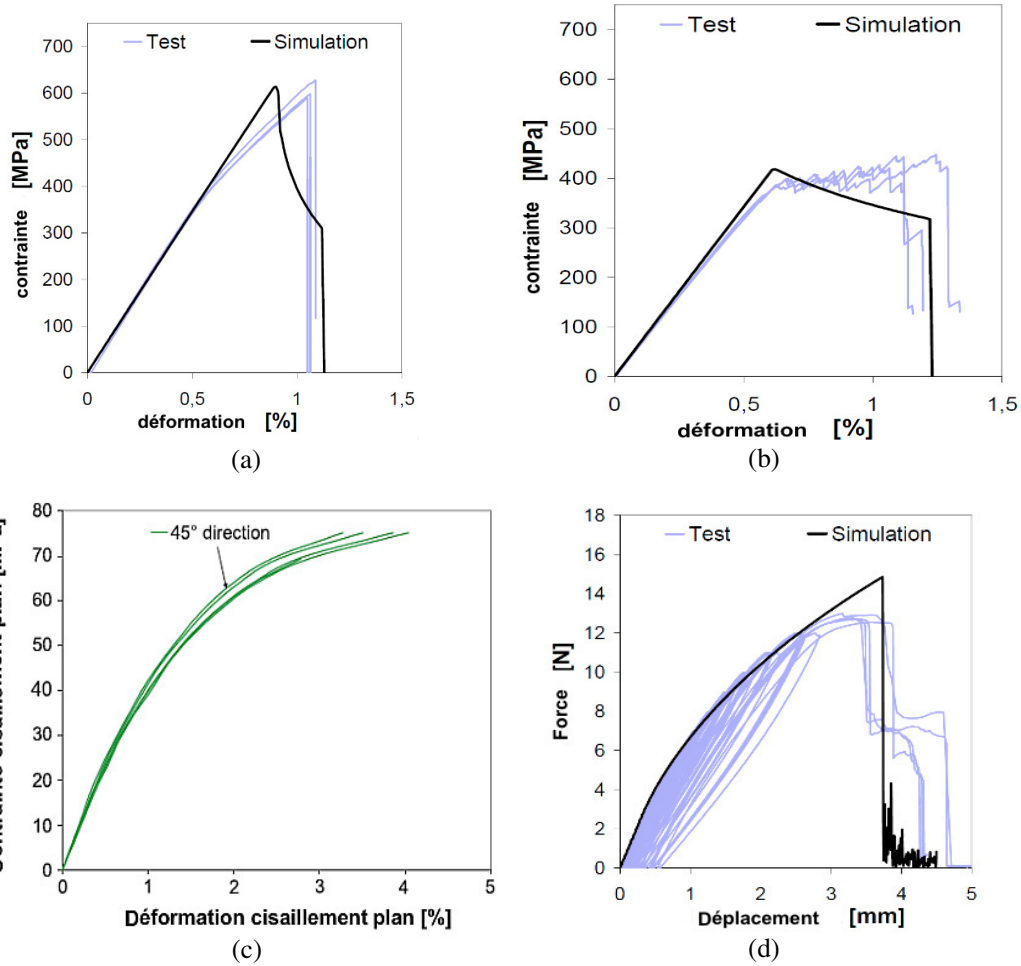 Test Simulation
700
600
500
400
300
200
100
0
contrainte [MPa]
0 0,5 1 1,5
déformation [%]
(a)
Test Simulation
700
600
500
400
300
200
100
0
contrainte [MPa]
0 0,5 1 1,5
déformation [%]
(b)
80
70
60
50
40
30
20
10
0
45° direction
0 1 2 3 4 5
Déformation cisaillement plan [%]
(c)
18
16
14
12
10
8
6
4
2
0
Test Simulation
Force [N]
0 1 2 3 4 5
Déplacement [mm]
(d)